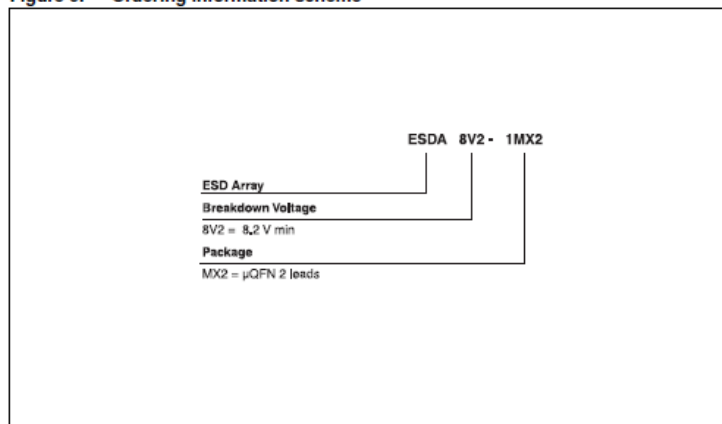 Ordering information scheme
ESDA 8V2 - 1MX2
ESD Array
Breakdown Voltage
8V2 = 8.2 V min
Package
MX2 = µQFN 2 leads